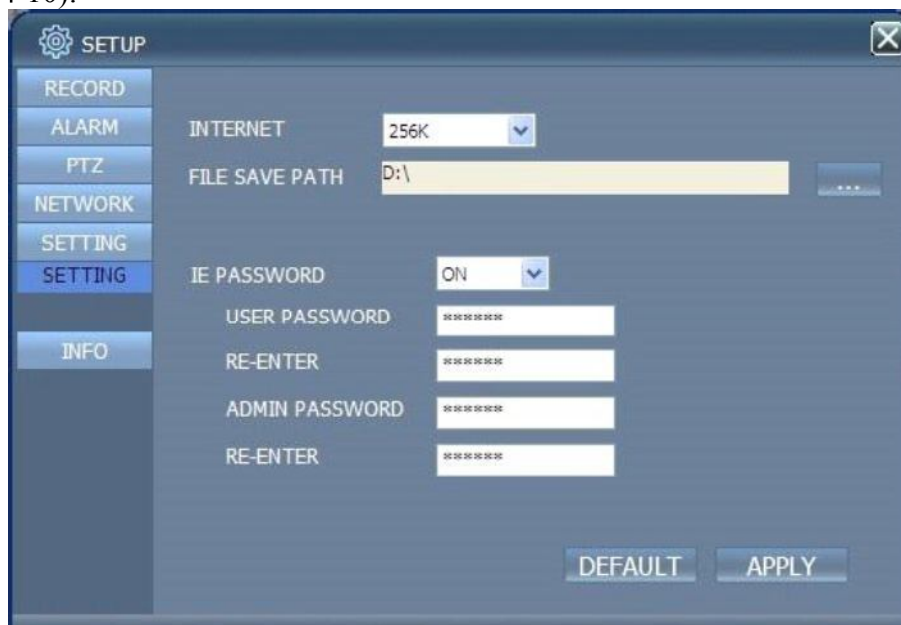 SETUP
RECORD
ALARM
PTZ
NETWORK
SETTING
SETTING
INFO
INTERNET 256K
FILE SAVE PATH D:\ ...
IE PASSWORD ON
USER PASSWORD ******
RE-ENTER ******
ADMIN PASSWORD ******
RE-ENTER ******
DEFAULT APPLY